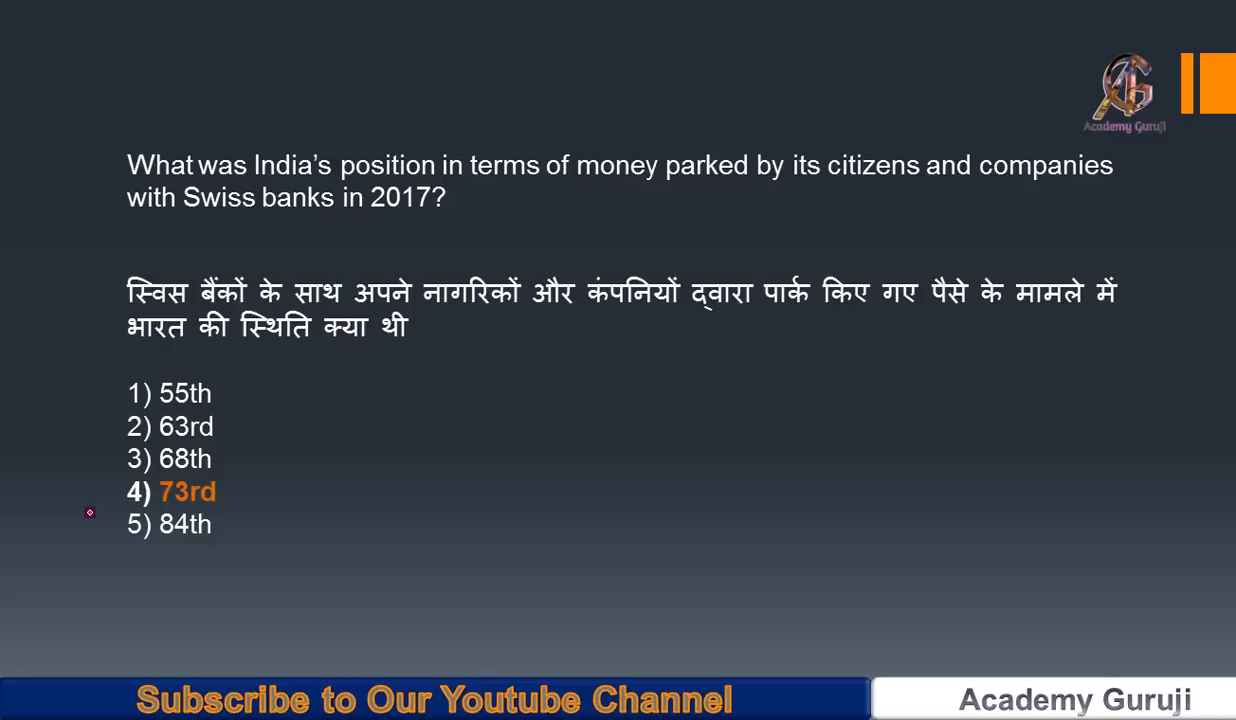 Academy Guruji
What was India’s position in terms of money parked by its citizens and companies
with Swiss banks in 2017?
स्विस बैंकों के साथ अपने नागरिकों और कंपनियों द्वारा पार्क किए गए पैसे के मामले में
भारत की स्थिति क्या थी
1) 55th
2) 63rd
3) 68th
4) 73rd
5) 84th
Subscribe to Our Youtube Channel
Academy Guruji